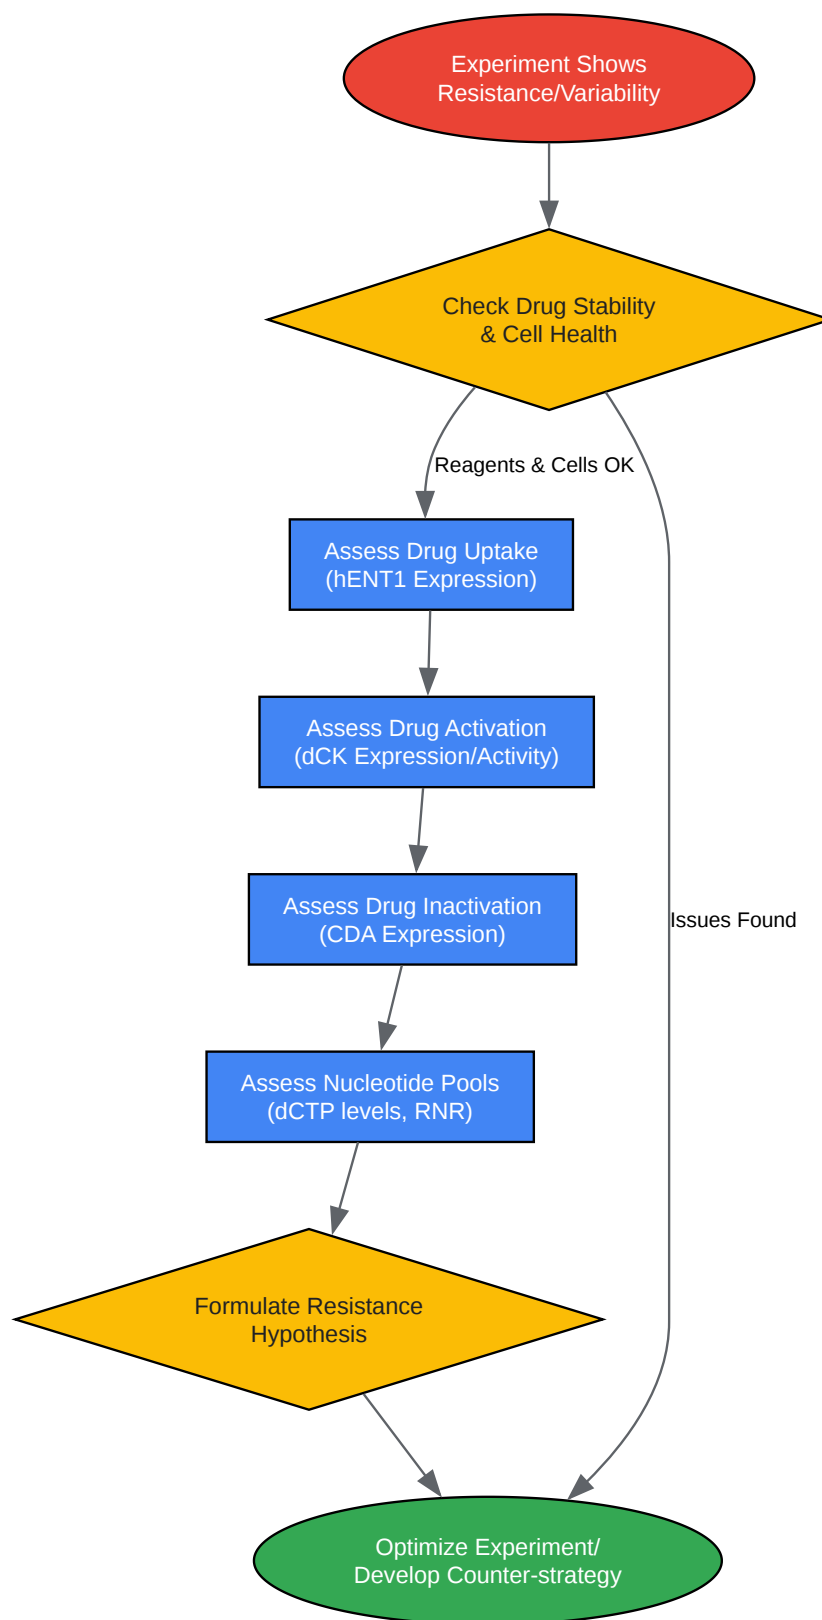 Experiment Shows
Resistance/Variability
Check Drug Stability
& Cell Health
Reagents & Cells OK
Assess Drug Uptake
(hENT1 Expression)
Assess Drug Activation
(dCK Expression/Activity)
Assess Drug Inactivation
(CDA Expression)
Issues Found
Assess Nucleotide Pools
(dCTP levels, RNR)
Formulate Resistance
Hypothesis
Optimize Experiment/
Develop Counter-strategy